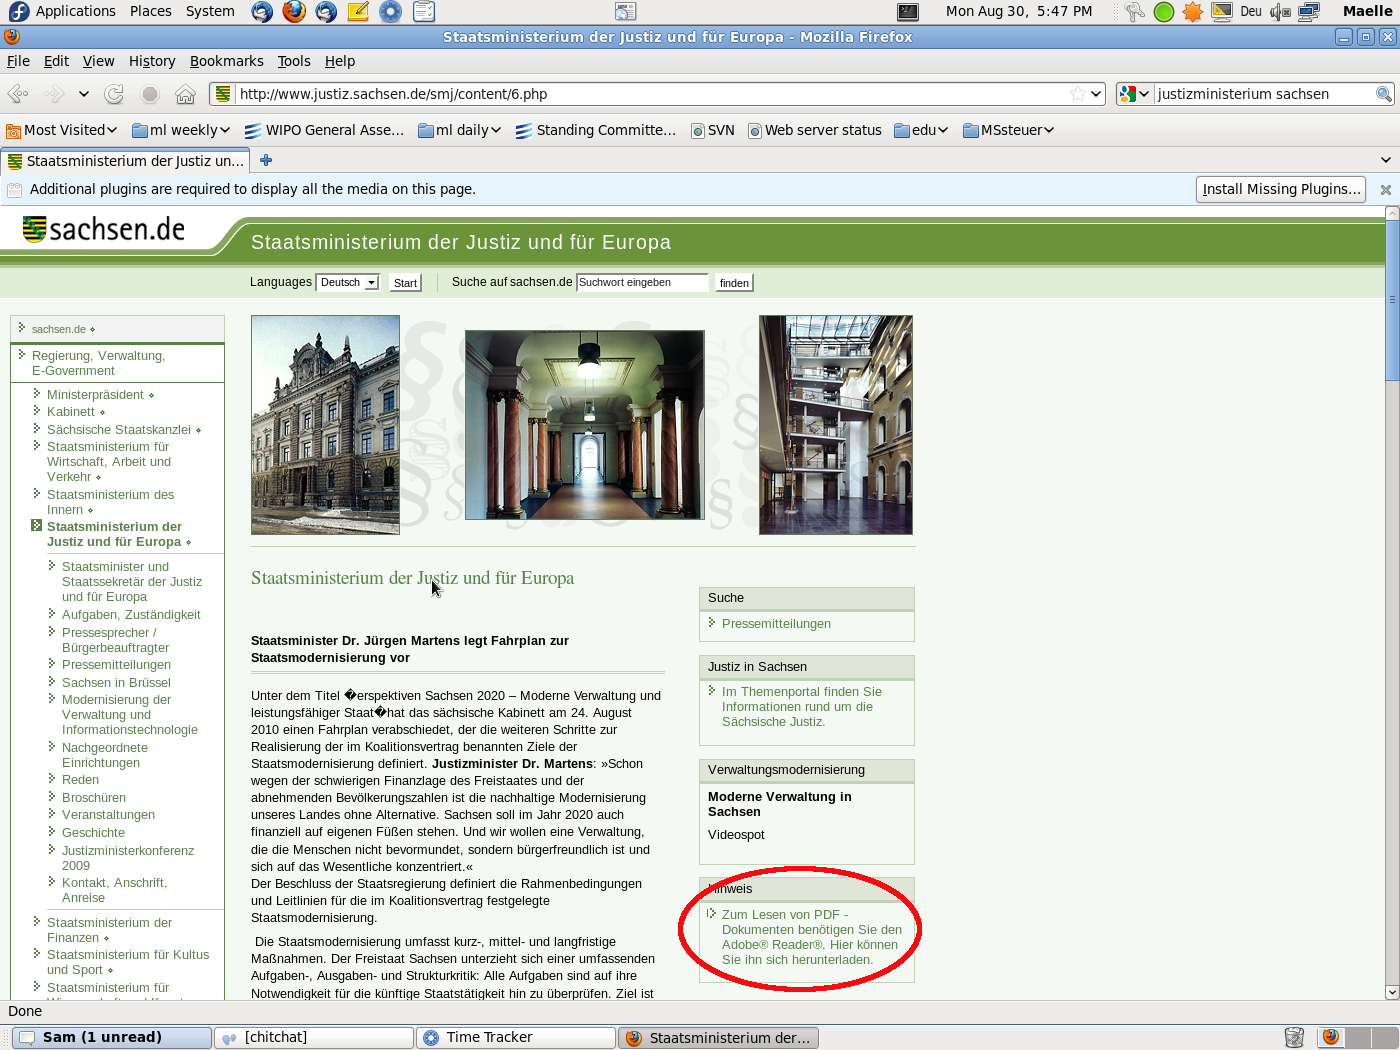 Applications Places System Mon Aug 30, 5:47 PM Deu Maelle
Staatsministerium der Justiz und für Europa - Mozilla Firefox
File Edit View History Bookmarks Tools Help
http://www.justiz.sachsen.de/smj/content/6.php justizministerium sachsen
Most Visited ml weekly WIPO General Asse... ml daily Standing Committe... SVN Web server status edu MSsteuer
Staatsministerium der Justiz un...
Additional plugins are required to display all the media on this page. Install Missing Plugins...
sachsen.de
Staatsministerium der Justiz und für Europa
Languages Deutsch Start Suche auf sachsen.de Suchwort eingeben finden
sachsen.de
Regierung, Verwaltung,
E-Government
Ministerpräsident
Kabinett
Sächsische Staatskanzlei
Staatsministerium für
Wirtschaft, Arbeit und
Verkehr
Staatsministerium des
Innern
Staatsministerium der
Justiz und für Europa
Staatsminister und
Staatssekretär der Justiz
und für Europa
Aufgaben, Zuständigkeit
Pressesprecher /
Bürgerbeauftragter
Pressemitteilungen
Sachsen in Brüssel
Modernisierung der
Verwaltung und
Informationstechnologie
Nachgeordnete
Einrichtungen
Reden
Broschüren
Veranstaltungen
Geschichte
Justizministerkonferenz
2009
Kontakt, Anschrift,
Anreise
Staatsministerium der
Finanzen
Staatsministerium für Kultus
und Sport
Staatsministerium für
Staatsministerium der Justiz und für Europa
Staatsminister Dr. Jürgen Martens legt Fahrplan zur
Staatsmodernisierung vor
Unter dem Titel �erspektiven Sachsen 2020 – Moderne Verwaltung und
leistungsfähiger Staat�hat das sächsische Kabinett am 24. August
2010 einen Fahrplan verabschiedet, der die weiteren Schritte zur
Realisierung der im Koalitionsvertrag benannten Ziele der
Staatsmodernisierung definiert. Justizminister Dr. Martens: »Schon
wegen der schwierigen Finanzlage des Freistaates und der
abnehmenden Bevölkerungszahlen ist die nachhaltige Modernisierung
unseres Landes ohne Alternative. Sachsen soll im Jahr 2020 auch
finanziell auf eigenen Füßen stehen. Und wir wollen eine Verwaltung,
die die Menschen nicht bevormundet, sondern bürgerfreundlich ist und
sich auf das Wesentliche konzentriert.«
Der Beschluss der Staatsregierung definiert die Rahmenbedingungen
und Leitlinien für die im Koalitionsvertrag festgelegte
Staatsmodernisierung.
Die Staatsmodernisierung umfasst kurz-, mittel- und langfristige
Maßnahmen. Der Freistaat Sachsen unterzieht sich einer umfassenden
Aufgaben-, Ausgaben- und Strukturkritik: Alle Aufgaben sind auf ihre
Notwendigkeit für die künftige Staatstätigkeit hin zu überprüfen. Ziel ist
Suche
Pressemitteilungen
Justiz in Sachsen
Im Themenportal finden Sie
Informationen rund um die
Sächsische Justiz.
Verwaltungsmodernisierung
Moderne Verwaltung in
Sachsen
Videospot
Hinweis
Zum Lesen von PDF -
Dokumenten benötigen Sie den
Adobe® Reader®. Hier können
Sie ihn sich herunterladen.
Done
Sam (1 unread) [chitchat] Time Tracker Staatsministerium der...